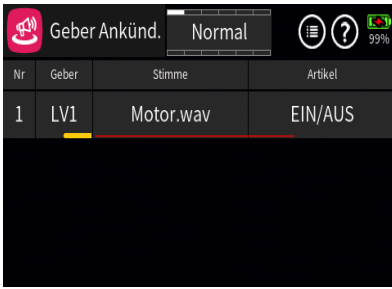 Geber Ankünd. Normal 99%
Nr Geber Stimme Artikel
1 LV1 Motor.wav EIN/AUS